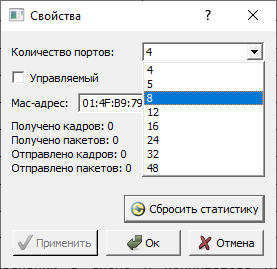 Свойства
?
Количество портов:
4
4
5
8
12
16
24
32
48
Управляемый
Mac-адрес:
01:4F:B9:79
Получено кадров: 0
Получено пакетов: 0
Отправлено кадров: 0
Отправлено пакетов: 0
Сбросить статистику
Применить
Ок
Отмена